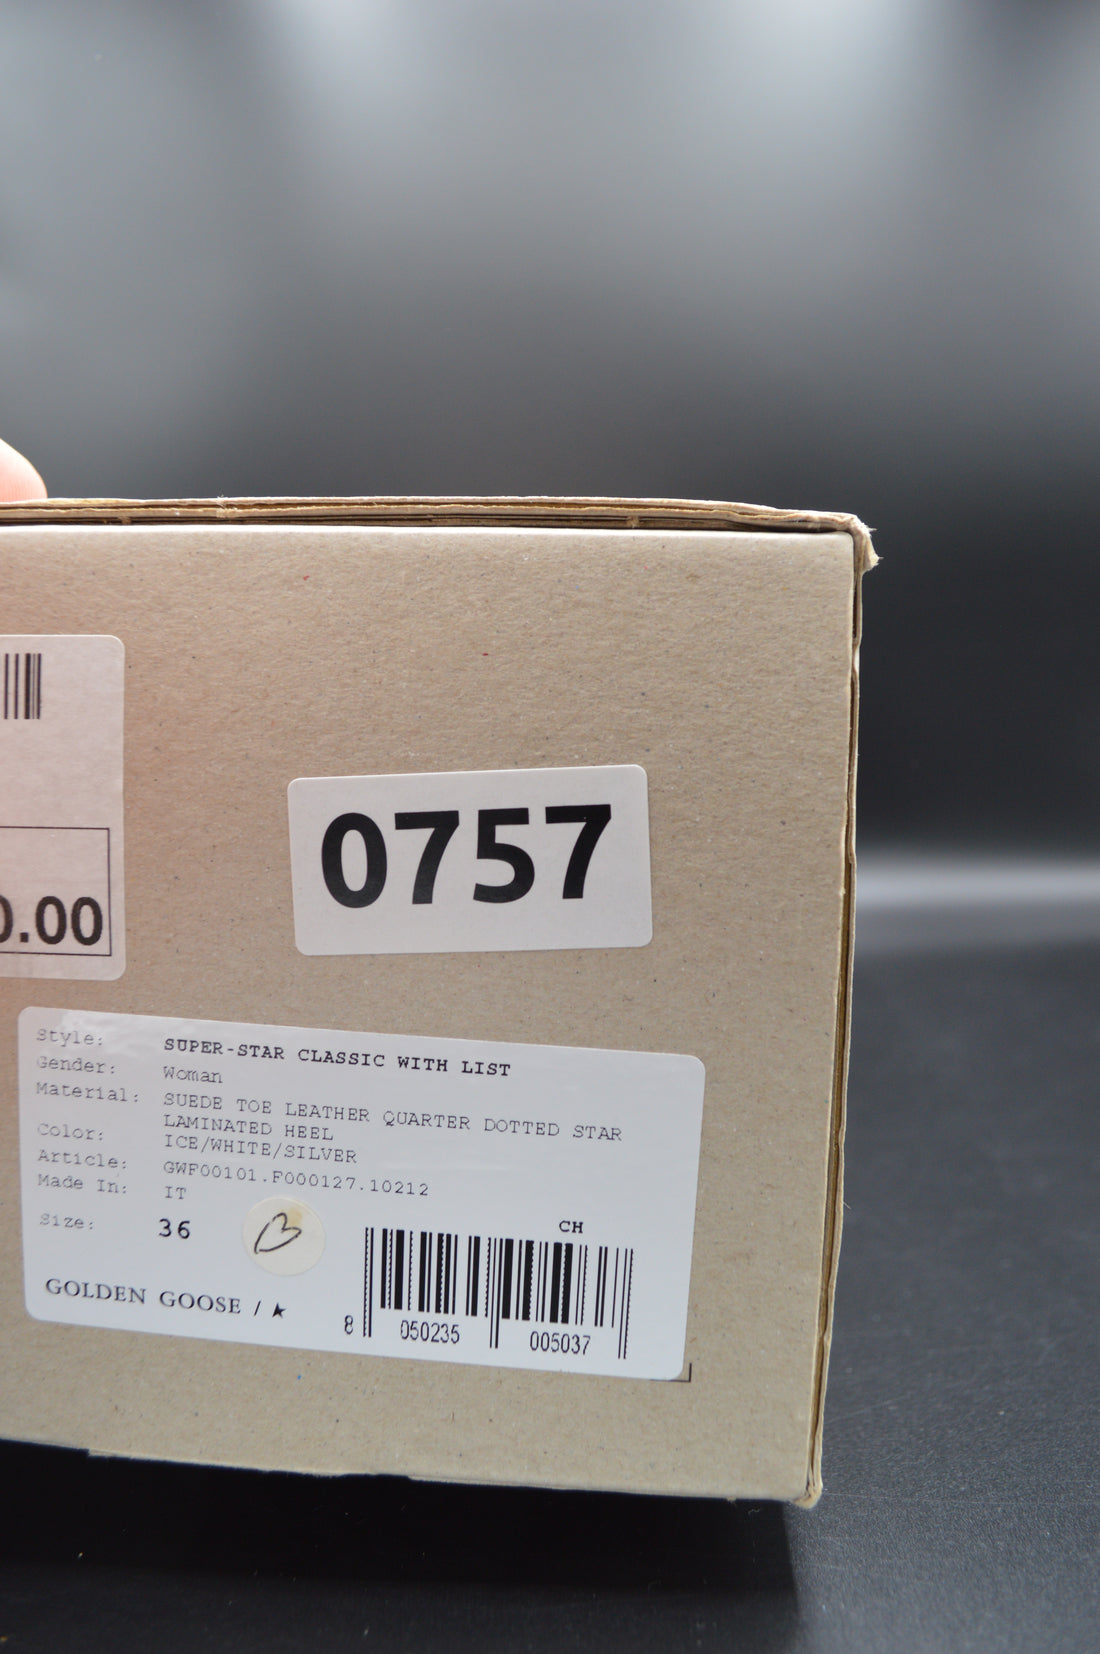 0757
.00
Style: SUPER-STAR CLASSIC WITH LIST
Gender: Woman
Material: SUEDE TOE LEATHER QUARTER DOTTED STAR
LAMINATED HEEL
Color: ICE/WHITE/SILVER
Article: GWF00101.F000127.10212
Made In: IT
Size: 36
CH
GOLDEN GOOSE /
8 050235 005037